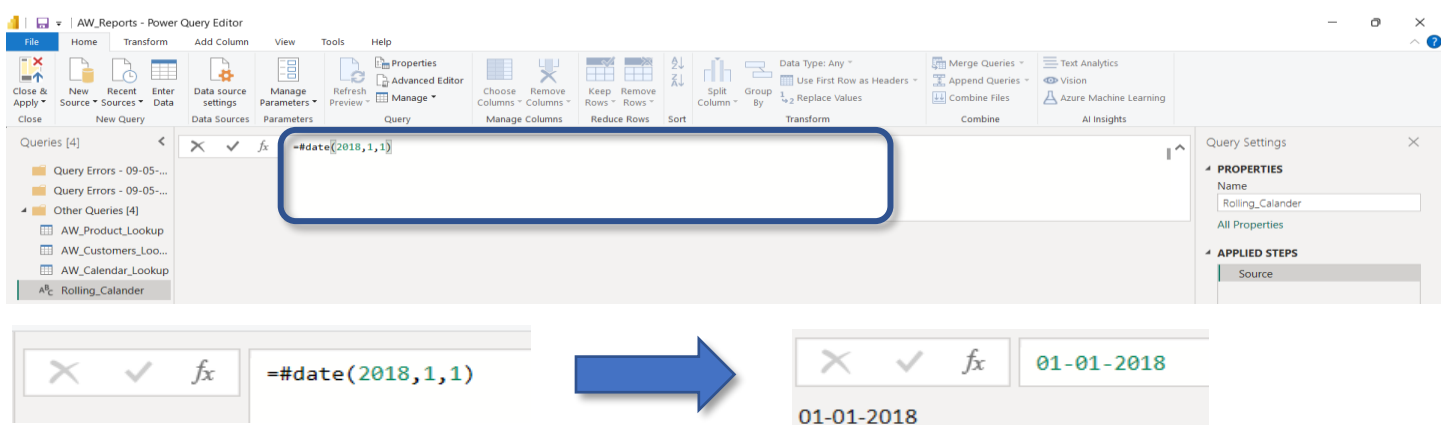 AW_Reports - Power Query Editor
File Home Transform Add Column View Tools Help
Close & Apply
New Source
Recent Sources
Enter Data
Data source settings
Manage Parameters
Refresh Preview
Properties
Advanced Editor
Manage
Choose Columns
Remove Columns
Keep Rows
Remove Rows
Split Column
Group By
Data Type: Any
Use First Row as Headers
Replace Values
Merge Queries
Append Queries
Combine Files
Text Analytics
Vision
Azure Machine Learning
Close New Query Data Sources Parameters Query Manage Columns Reduce Rows Sort Transform Combine AI Insights
Queries [4]
Query Errors - 09-05-...
Query Errors - 09-05-...
Other Queries [4]
AW_Product_Lookup
AW_Customers_Loo...
AW_Calendar_Lookup
ABC Rolling_Calander
fx =#date(2018,1,1)
Query Settings
PROPERTIES
Name
Rolling_Calander
All Properties
APPLIED STEPS
Source
fx =#date(2018,1,1)
fx 01-01-2018
01-01-2018